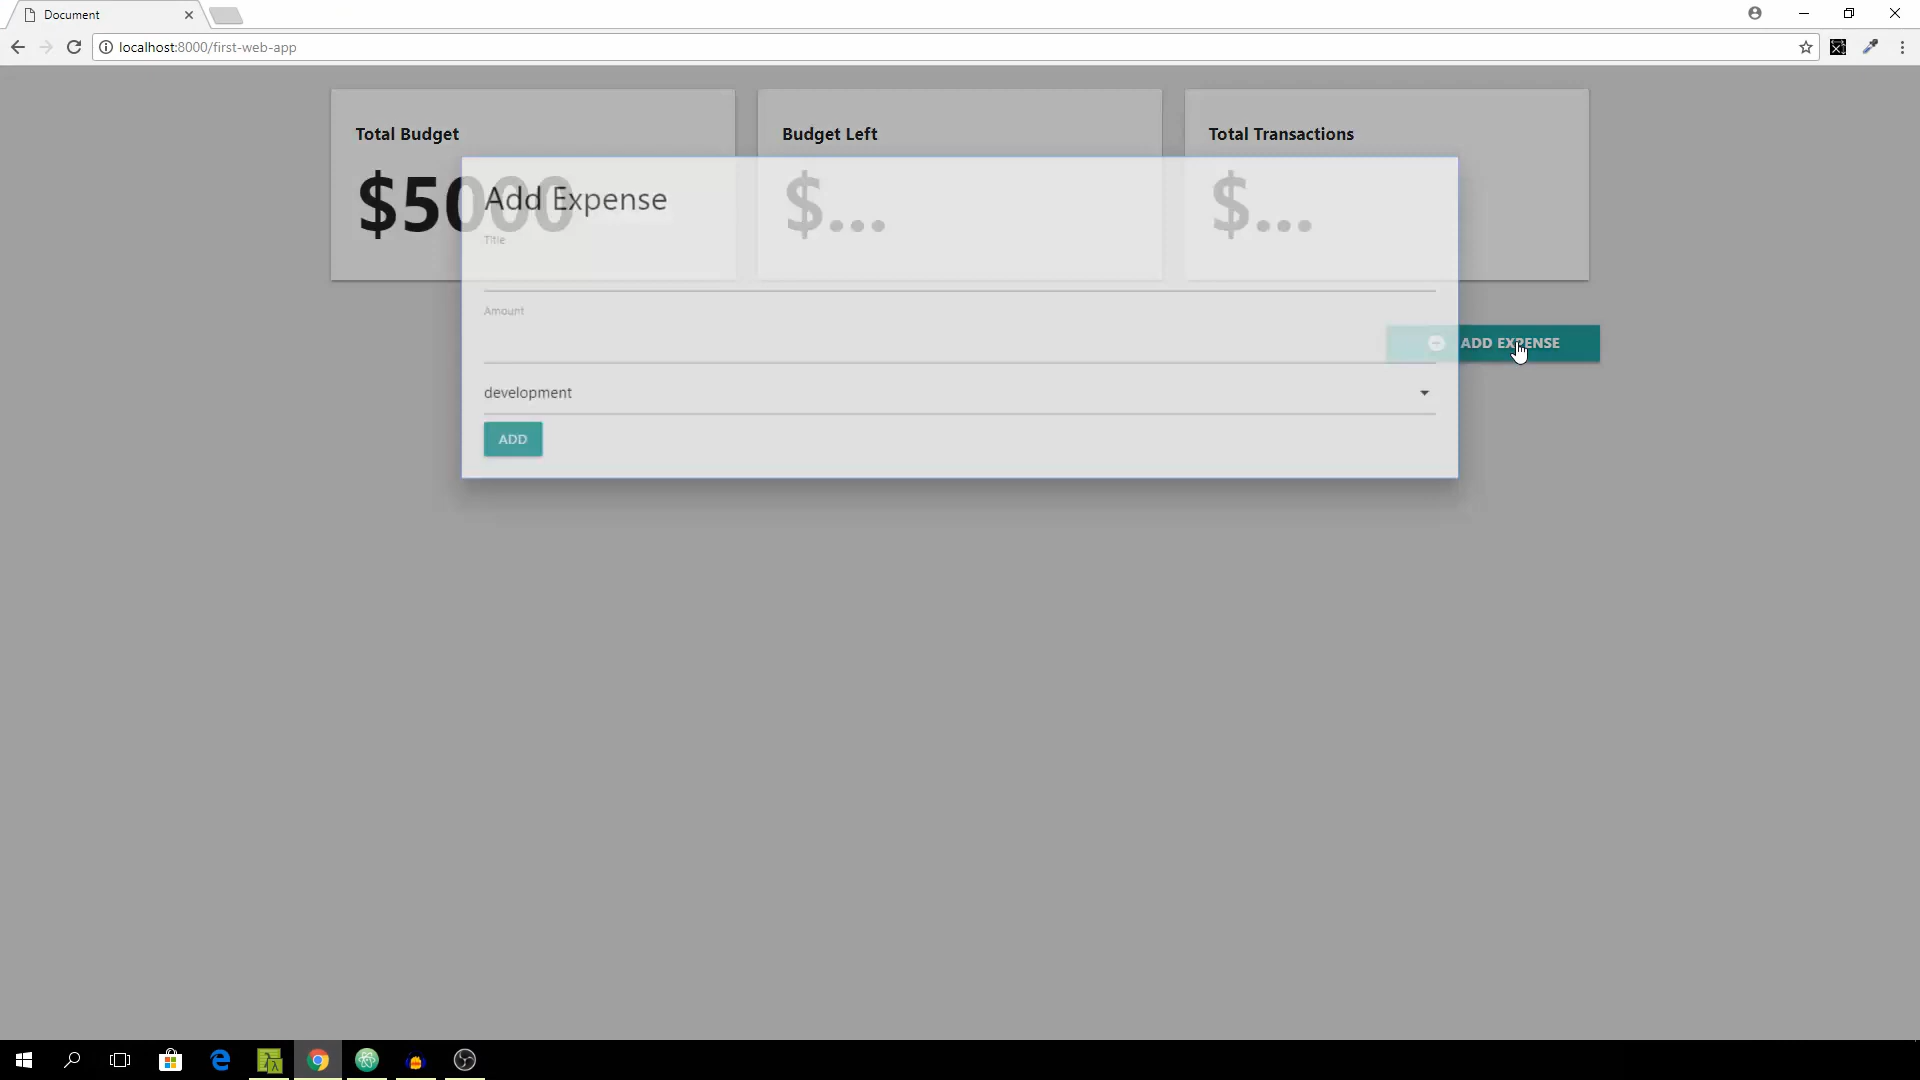 Document
localhost:8000/first-web-app
Total Budget
Budget Left
Total Transactions
$5000
$...
$...
Add Expense
Title
Amount
ADD EXPENSE
development
ADD